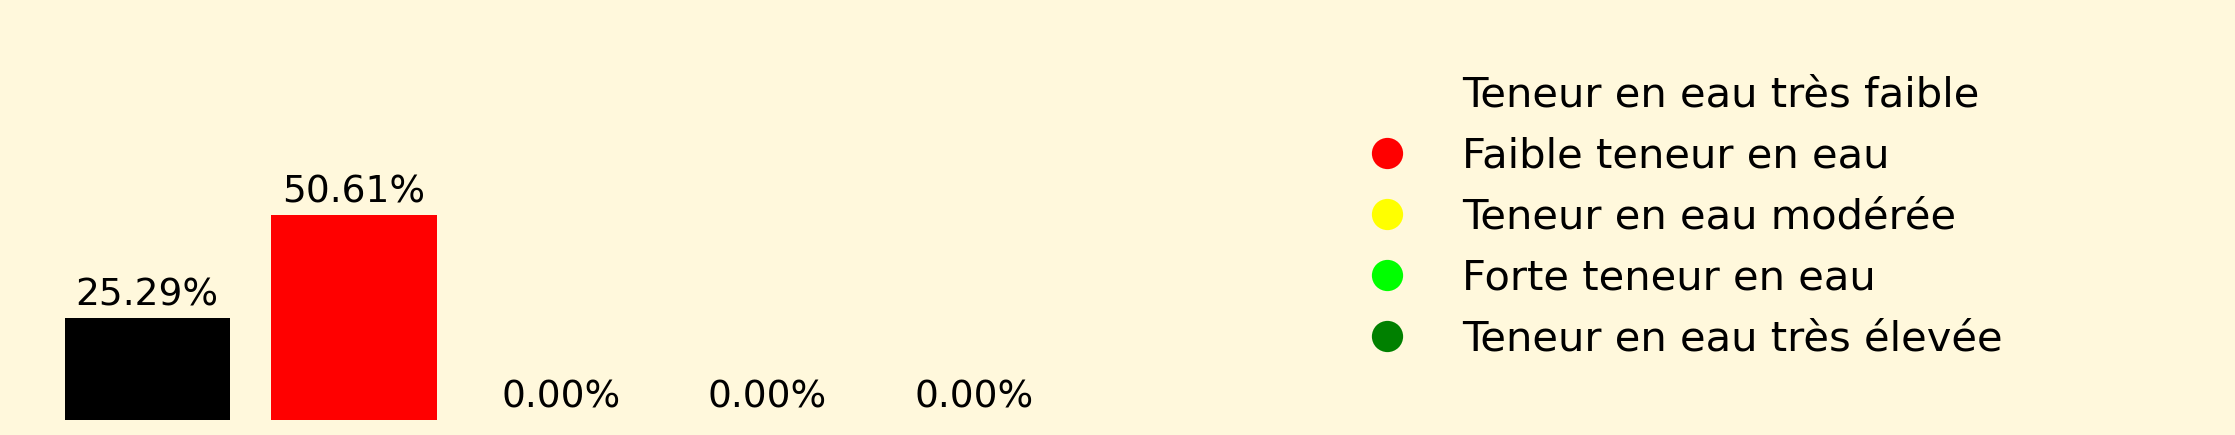 25.29%
50.61%
0.00%
0.00%
0.00%
Teneur en eau très faible
Faible teneur en eau
Teneur en eau modérée
Forte teneur en eau
Teneur en eau très élevée